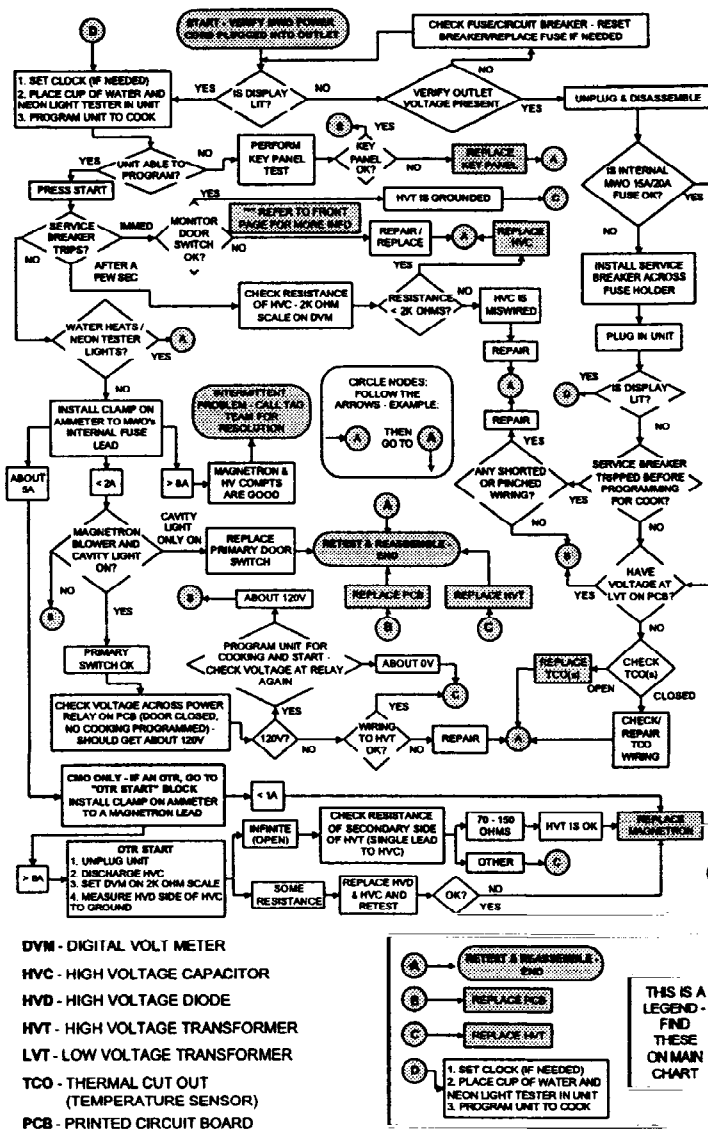 START - VERIFY MWO POWER
CORD PLUGGED INTO OUTLET
CHECK FUSE/CIRCUIT BREAKER - RESET
BREAKER/REPLACE FUSE IF NEEDED
D
1. SET CLOCK (IF NEEDED)
2. PLACE CUP OF WATER AND
NEON LIGHT TESTER IN UNIT
3. PROGRAM UNIT TO COOK
YES
IS DISPLAY
LIT?
NO
VERIFY OUTLET
VOLTAGE PRESENT
NO
YES
UNPLUG & DISASSEMBLE
YES
UNIT ABLE TO
PROGRAM?
NO
PERFORM
KEY PANEL
TEST
B
YES
KEY
PANEL
OK?
NO
REPLACE
KEY PANEL
A
IS INTERNAL
MWO 15A/20A
FUSE OK?
YES
NO
PRESS START
YES
HVT IS GROUNDED
C
SERVICE
BREAKER
TRIPS?
IMMED
MONITOR
DOOR
SWITCH
OK?
NO
*** REFER TO FRONT
PAGE FOR MORE INFO
REPAIR /
REPLACE
A
REPLACE
HVC
NO
AFTER A
FEW SEC
CHECK RESISTANCE
OF HVC - 2K OHM
SCALE ON DVM
YES
RESISTANCE
< 2K OHMS?
NO
HVC IS
MISWIRED
INSTALL SERVICE
BREAKER ACROSS
FUSE HOLDER
PLUG IN UNIT
WATER HEATS /
NEON TESTER
LIGHTS?
YES
A
NO
REPAIR
A
REPAIR
YES
D
YES
IS DISPLAY
LIT?
NO
INSTALL CLAMP ON
AMMETER TO MWO's
INTERNAL FUSE
LEAD
INTERMITTENT
PROBLEM - CALL TAG
TEAM FOR
RESOLUTION
CIRCLE NODES:
FOLLOW THE
ARROWS - EXAMPLE:
A
THEN
GO TO
A
ABOUT
5A
< 2A
> 8A
MAGNETRON &
HV COMPTS
ARE GOOD
ANY SHORTED
OR PINCHED
WIRING?
YES
NO
SERVICE BREAKER
TRIPPED BEFORE
PROGRAMMING
FOR COOK?
NO
MAGNETRON
BLOWER AND
CAVITY LIGHT
ON?
CAVITY
LIGHT
ONLY ON
REPLACE
PRIMARY DOOR
SWITCH
A
RETEST & REASSEMBLE -
END
B
YES
HAVE
VOLTAGE AT
LVT ON PCB?
NO
NO
B
YES
B
ABOUT 120V
REPLACE PCB
B
REPLACE HVT
C
PRIMARY
SWITCH OK
PROGRAM UNIT FOR
COOKING AND START -
CHECK VOLTAGE AT RELAY
AGAIN
ABOUT 0V
C
REPLACE
TCO(s)
OPEN
CHECK
TCO(s)
CLOSED
CHECK VOLTAGE ACROSS POWER
RELAY ON PCB (DOOR CLOSED,
NO COOKING PROGRAMMED) -
SHOULD GET ABOUT 120V
YES
120V?
NO
YES
WIRING
TO HVT
OK?
NO
REPAIR
A
CHECK/
REPAIR
TCO
WIRING
CMO ONLY - IF AN OTR, GO TO
"OTR START" BLOCK
INSTALL CLAMP ON AMMETER
TO A MAGNETRON LEAD
< 1A
> 8A
OTR START
1. UNPLUG UNIT
2. DISCHARGE HVC
3. SET DVM ON 2K OHM SCALE
4. MEASURE HVD SIDE OF HVC
TO GROUND
INFINITE
(OPEN)
CHECK RESISTANCE
OF SECONDARY SIDE
OF HVT (SINGLE LEAD
TO HVC)
70 - 150
OHMS
HVT IS OK
REPLACE
MAGNETRON
OTHER
C
SOME
RESISTANCE
REPLACE HVD
& HVC AND
RETEST
OK?
NO
YES
DVM - DIGITAL VOLT METER
HVC - HIGH VOLTAGE CAPACITOR
HVD - HIGH VOLTAGE DIODE
HVT - HIGH VOLTAGE TRANSFORMER
LVT - LOW VOLTAGE TRANSFORMER
TCO - THERMAL CUT OUT
(TEMPERATURE SENSOR)
PCB - PRINTED CIRCUIT BOARD
A
RETEST & REASSEMBLE -
END
B
REPLACE PCB
C
REPLACE HVT
D
1. SET CLOCK (IF NEEDED)
2. PLACE CUP OF WATER AND
NEON LIGHT TESTER IN UNIT
3. PROGRAM UNIT TO COOK
THIS IS A
LEGEND -
FIND
THESE
ON MAIN
CHART